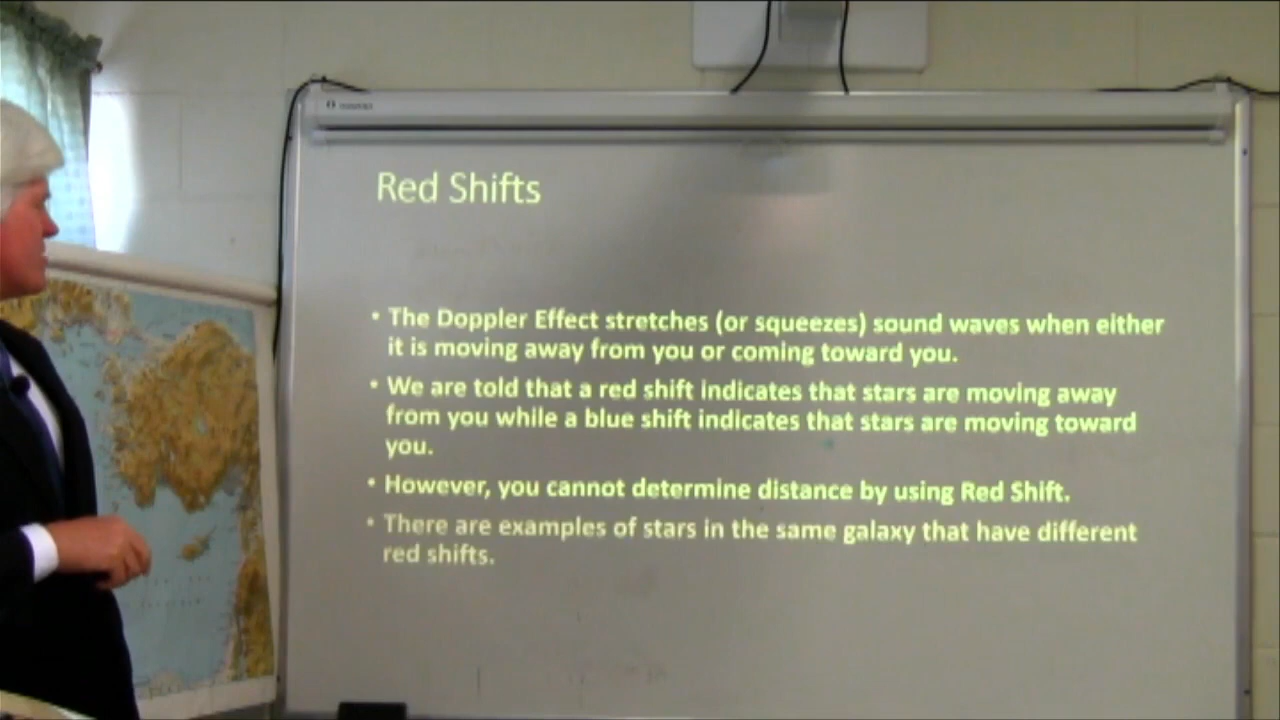 Red Shifts
• The Doppler Effect stretches (or squeezes) sound waves when either
it is moving away from you or coming toward you.
• We are told that a red shift indicates that stars are moving away
from you while a blue shift indicates that stars are moving toward
you.
• However, you cannot determine distance by using Red Shift.
• There are examples of stars in the same galaxy that have different
red shifts.